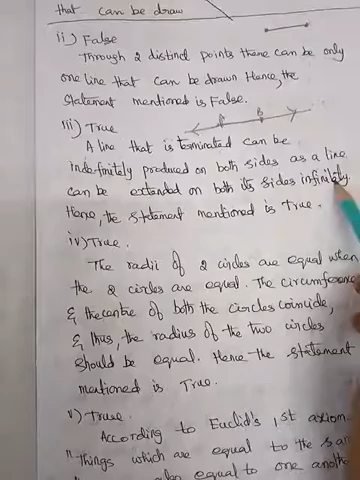 that can be draw
ii) False
Through 2 distinct points there can be only
one line that can be drawn Hence, the
statement mentioned is False.
iii) True
A line that is terminated can be
indefinitely produced on both sides as a line
can be extended on both its sides infinitely.
Hence, the statement mentioned is True.
iv) True.
The radii of 2 circles are equal when
the 2 circles are equal. The circumference
& the centre of both the circles coincide,
& thus, the radius of the two circles
should be equal. Hence the statement
mentioned is True.
v) True.
According to Euclid's 1st axiom
"things which are equal to the sam
also equal to one anoth